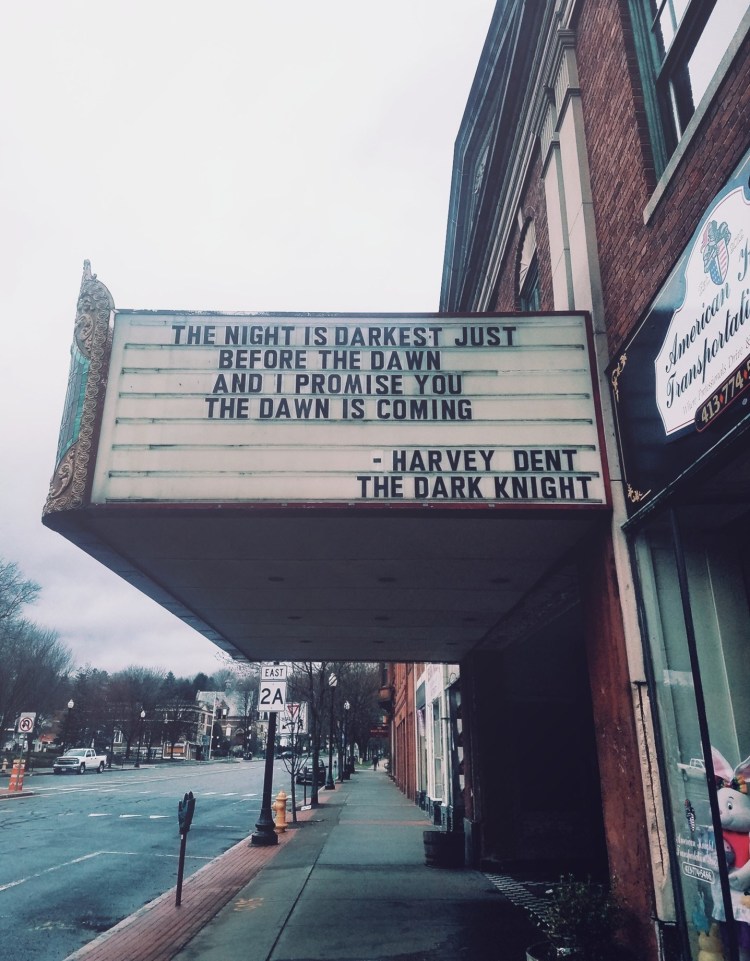 THE NIGHT IS DARKEST JUST
BEFORE THE DAWN
AND I PROMISE YOU
THE DAWN IS COMING
- HARVEY DENT
THE DARK KNIGHT
American
Transportati
413·774
EAST
2A